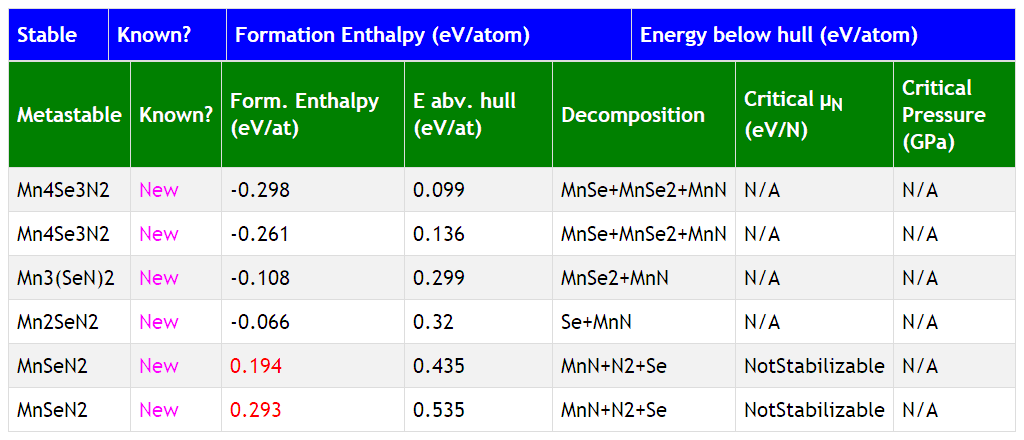 Stable Known? Formation Enthalpy (eV/atom) Energy below hull (eV/atom)
Metastable Known? Form. Enthalpy (eV/at) E abv. hull (eV/at) Decomposition Critical μN (eV/N) Critical Pressure (GPa)
Mn4Se3N2 New -0.298 0.099 MnSe+MnSe2+MnN N/A N/A
Mn4Se3N2 New -0.261 0.136 MnSe+MnSe2+MnN N/A N/A
Mn3(SeN)2 New -0.108 0.299 MnSe2+MnN N/A N/A
Mn2SeN2 New -0.066 0.32 Se+MnN N/A N/A
MnSeN2 New 0.194 0.435 MnN+N2+Se NotStabilizable N/A
MnSeN2 New 0.293 0.535 MnN+N2+Se NotStabilizable N/A